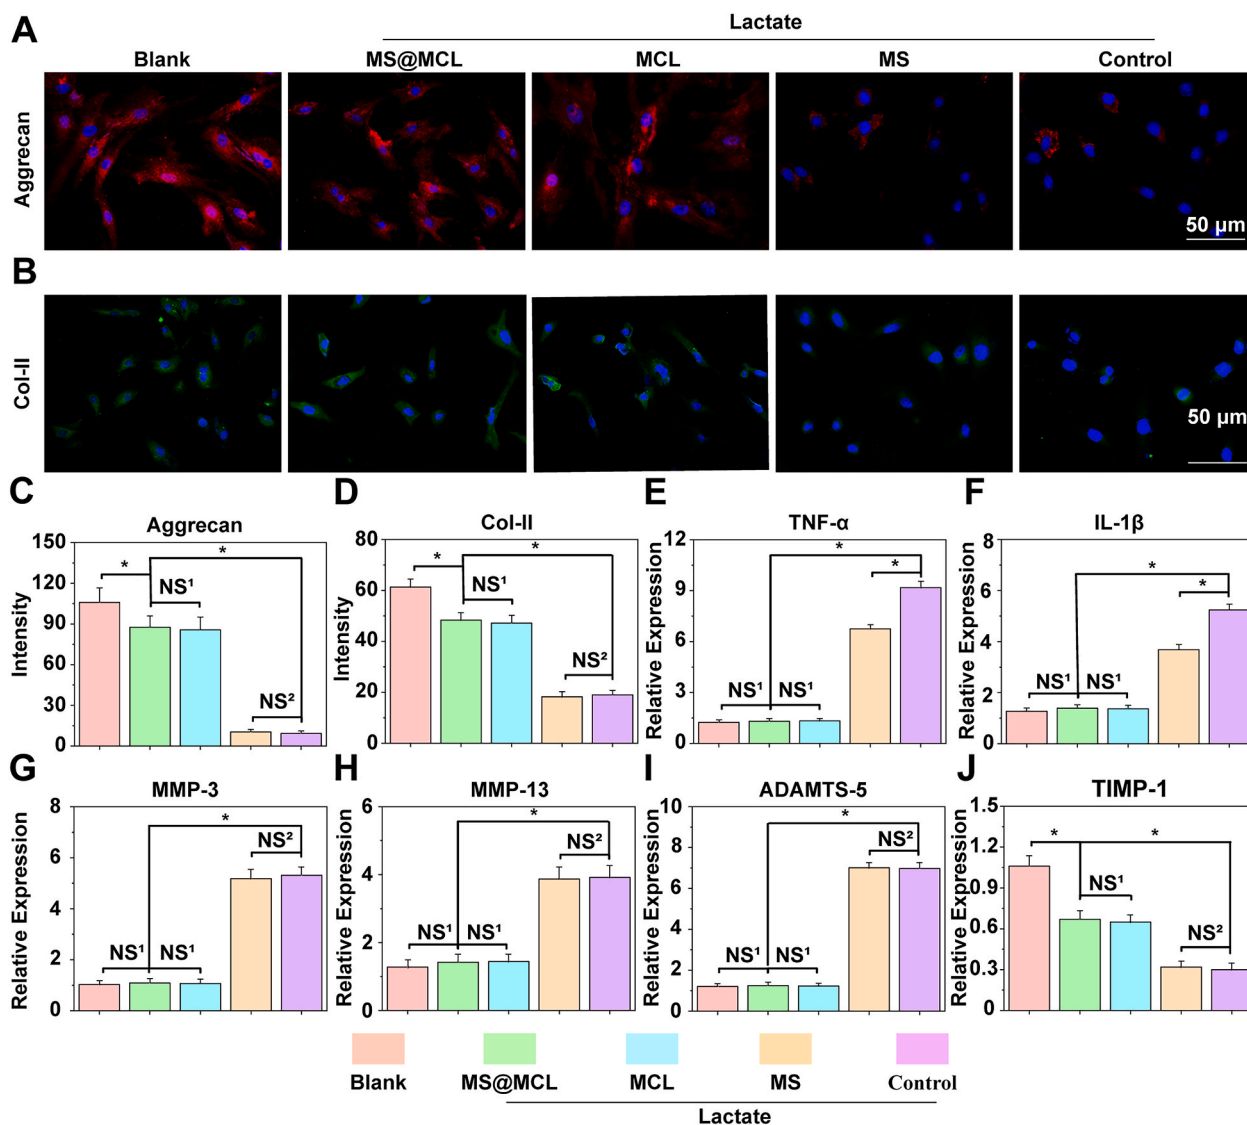 A
Lactate
Blank MS@MCL MCL MS Control
Aggrecan
50 μm
B
Col-II
50 μm
C D E F
Aggrecan Col-II TNF-α IL-1β
Intensity
150
120
90
60
30
0
*
*
NS¹
NS²
Intensity
80
60
40
20
0
*
*
NS¹
NS²
Relative Expression
12
9
6
3
0
*
*
NS¹ NS¹
Relative Expression
8
6
4
2
0
*
*
NS¹ NS¹
G H I J
MMP-3 MMP-13 ADAMTS-5 TIMP-1
Relative Expression
8
6
4
2
0
*
NS²
NS¹ NS¹
Relative Expression
6
4
2
0
*
NS²
NS¹ NS¹
Relative Expression
10
8
6
4
2
0
*
NS²
NS¹ NS¹
Relative Expression
1.5
1.2
0.9
0.6
0.3
0
* *
NS¹
NS²
Blank MS@MCL MCL MS Control
Lactate